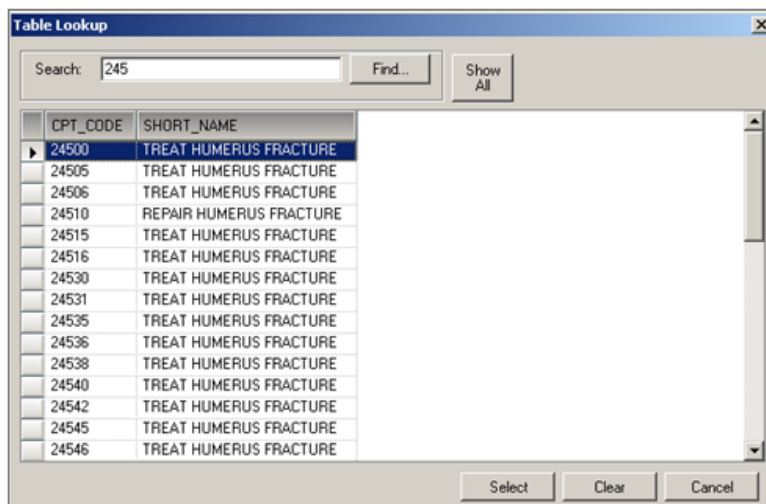 Table Lookup
Search: 245 Find... Show All
CPT_CODE SHORT_NAME
24500 TREAT HUMERUS FRACTURE
24505 TREAT HUMERUS FRACTURE
24506 TREAT HUMERUS FRACTURE
24510 REPAIR HUMERUS FRACTURE
24515 TREAT HUMERUS FRACTURE
24516 TREAT HUMERUS FRACTURE
24530 TREAT HUMERUS FRACTURE
24531 TREAT HUMERUS FRACTURE
24535 TREAT HUMERUS FRACTURE
24536 TREAT HUMERUS FRACTURE
24538 TREAT HUMERUS FRACTURE
24540 TREAT HUMERUS FRACTURE
24542 TREAT HUMERUS FRACTURE
24545 TREAT HUMERUS FRACTURE
24546 TREAT HUMERUS FRACTURE
Select Clear Cancel